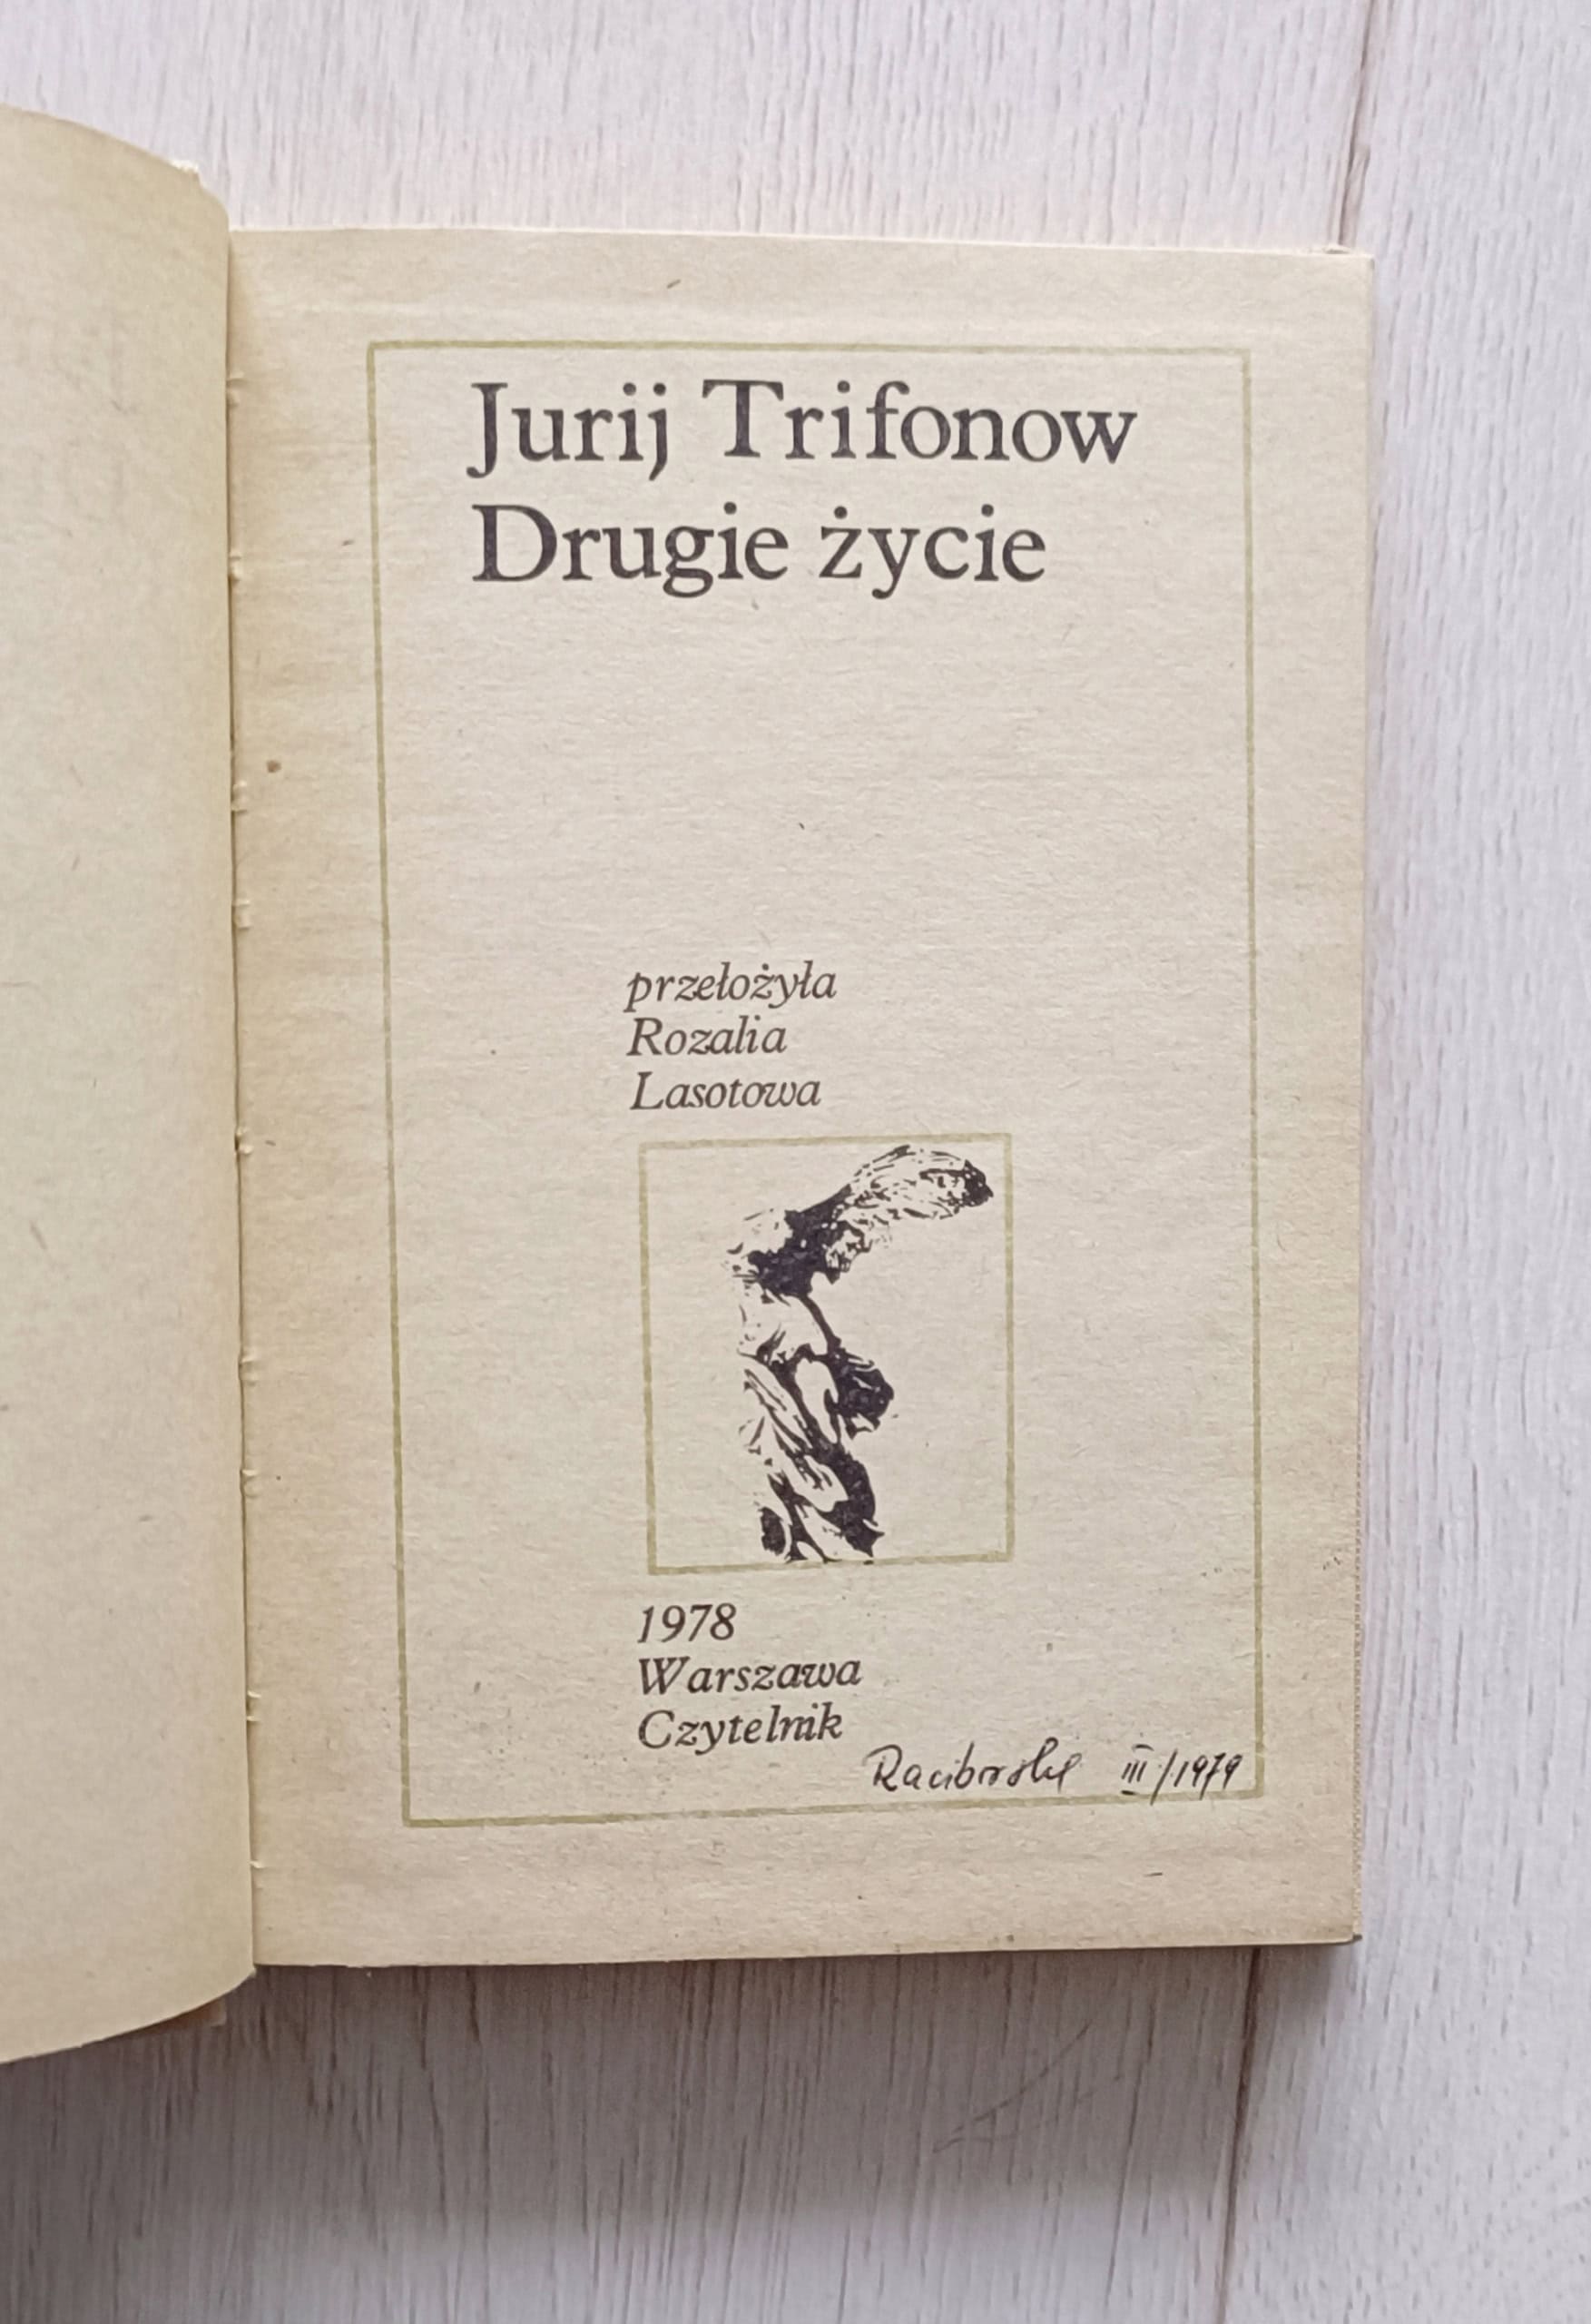 Jurij Trifonow
Drugie życie
przełożyła
Rozalia
Lasotowa
1978
Warszawa
Czytelnik
III/1979